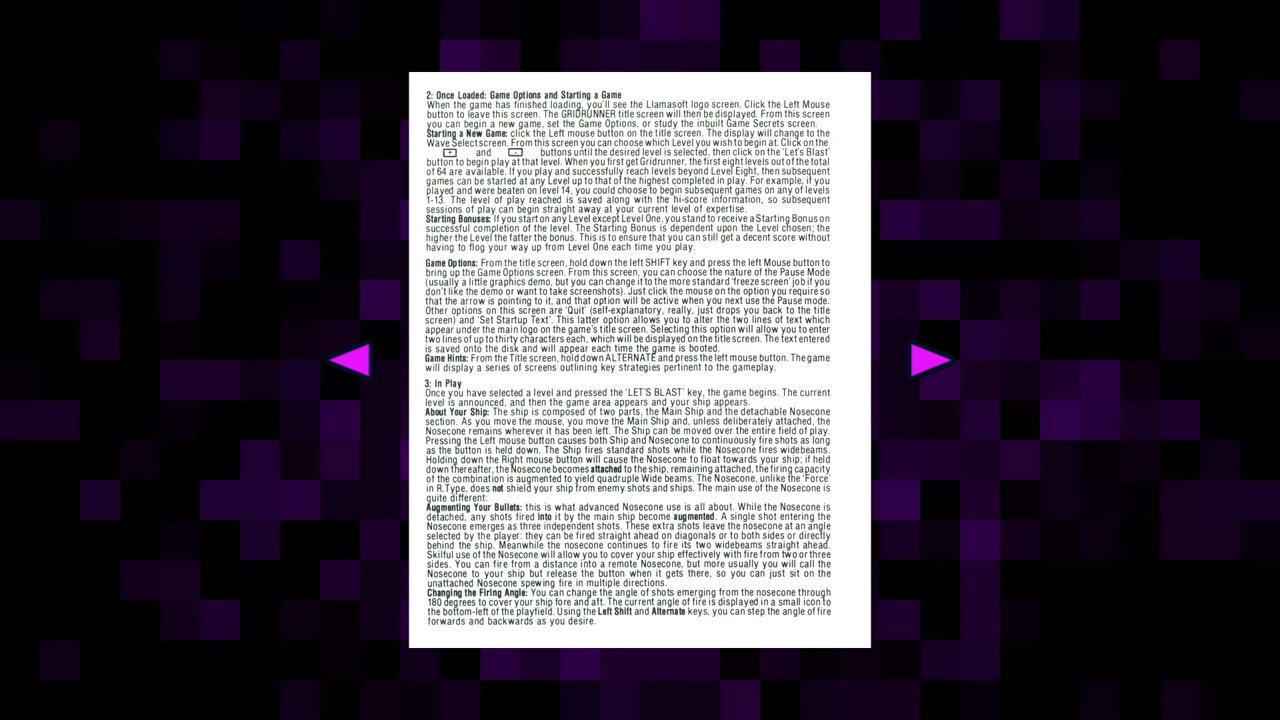 2: Once Loaded: Game Options and Starting a Game
When the game has finished loading, you'll see the Llamasoft logo screen. Click the Left Mouse
button to leave this screen. The GRIDRUNNER title screen will then be displayed. From this screen
you can begin a new game, set the Game Options, or study the inbuilt Game Secrets screen.
Starting a New Game: click the Left mouse button on the title screen. The display will change to the
Wave Select screen. From this screen you can choose which Level you wish to begin at. Click on the
+ and - buttons until the desired level is selected, then click on the 'Let's Blast'
button to begin play at that level. When you first get Gridrunner, the first eight levels out of the total
of 64 are available. If you play and successfully reach levels beyond Level Eight, then subsequent
games can be started at any Level up to that of the highest completed in play. For example, if you
played and were beaten on level 14, you could choose to begin subsequent games on any of levels
1-13. The level of play reached is saved along with the hi-score information, so subsequent
sessions of play can begin straight away at your current level of expertise.
Starting Bonuses: If you start on any Level except Level One, you stand to receive a Starting Bonus on
successful completion of the level. The Starting Bonus is dependent upon the Level chosen; the
higher the Level the fatter the bonus. This is to ensure that you can still get a decent score without
having to flog your way up from Level One each time you play.
Game Options: From the title screen, hold down the left SHIFT key and press the left Mouse button to
bring up the Game Options screen. From this screen, you can choose the nature of the Pause Mode
(usually a little graphics demo, but you can change it to the more standard 'freeze screen' job if you
don't like the demo or want to take screenshots). Just click the mouse on the option you require so
that the arrow is pointing to it, and that option will be active when you next use the Pause mode.
Other options on this screen are 'Quit' (self-explanatory, really, just drops you back to the title
screen) and 'Set Startup Text'. This latter option allows you to alter the two lines of text which
appear under the main logo on the game's title screen. Selecting this option will allow you to enter
two lines of up to thirty characters each, which will be displayed on the title screen. The text entered
is saved onto the disk and will appear each time the game is booted.
Game Hints: From the Title screen, hold down ALTERNATE and press the left mouse button. The game
will display a series of screens outlining key strategies pertinent to the gameplay.
3: In Play
Once you have selected a level and pressed the 'LET'S BLAST' key, the game begins. The current
level is announced, and then the game area appears and your ship appears.
About Your Ship: The ship is composed of two parts, the Main Ship and the detachable Nosecone
section. As you move the mouse, you move the Main Ship and, unless deliberately attached, the
Nosecone remains wherever it has been left. The Ship can be moved over the entire field of play.
Pressing the Left mouse button causes both Ship and Nosecone to continuously fire shots as long
as the button is held down. The Ship fires standard shots while the Nosecone fires widebeams.
Holding down the Right mouse button will cause the Nosecone to float towards your ship; if held
down thereafter, the Nosecone becomes attached to the ship, remaining attached, the firing capacity
of the combination is augmented to yield quadruple Wide beams. The Nosecone, unlike the 'Force'
in R.Type, does not shield your ship from enemy shots and ships. The main use of the Nosecone is
quite different:
Augmenting Your Bullets: this is what advanced Nosecone use is all about. While the Nosecone is
detached, any shots fired into it by the main ship become augmented. A single shot entering the
Nosecone emerges as three independent shots. These extra shots leave the nosecone at an angle
selected by the player: they can be fired straight ahead on diagonals or to both sides or directly
behind the ship. Meanwhile the nosecone continues to fire its two widebeams straight ahead.
Skilful use of the Nosecone will allow you to cover your ship effectively with fire from two or three
sides. You can fire from a distance into a remote Nosecone, but more usually you will call the
Nosecone to your ship but release the button when it gets there, so you can just sit on the
unattached Nosecone spewing fire in multiple directions.
Changing the Firing Angle: You can change the angle of shots emerging from the nosecone through
180 degrees to cover your ship fore and aft. The current angle of fire is displayed in a small icon to
the bottom-left of the playfield. Using the Left Shift and Alternate keys, you can step the angle of fire
forwards and backwards as you desire.